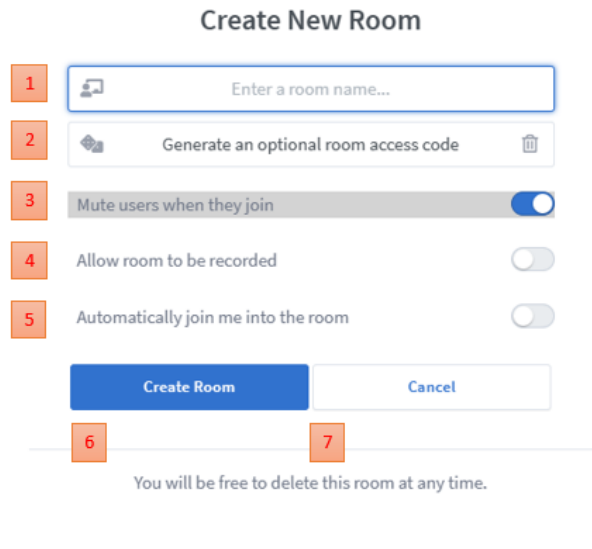 Create New Room
1 Enter a room name...
2 Generate an optional room access code
3 Mute users when they join
4 Allow room to be recorded
5 Automatically join me into the room
Create Room Cancel
6 7
You will be free to delete this room at any time.